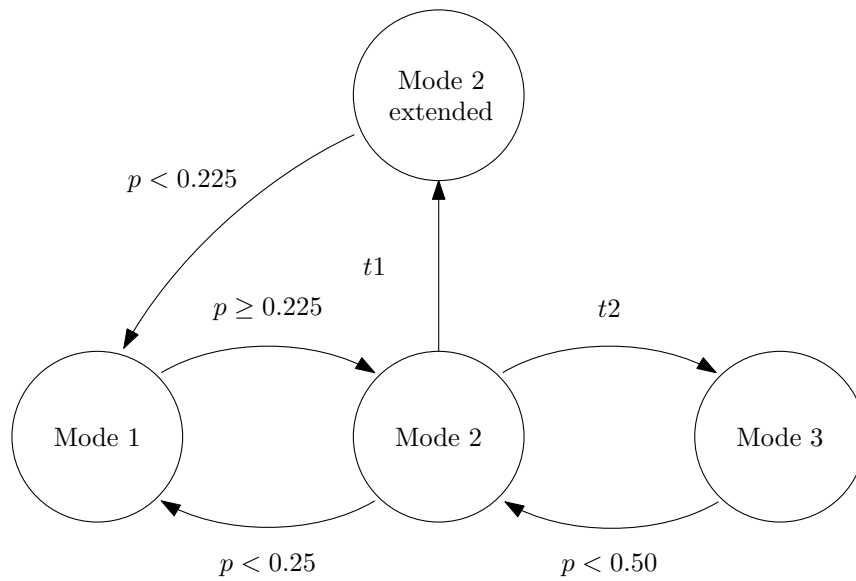 Mode 2
extended
p < 0.225
t1
p ≥ 0.225
t2
Mode 1
Mode 2
Mode 3
p < 0.25
p < 0.50